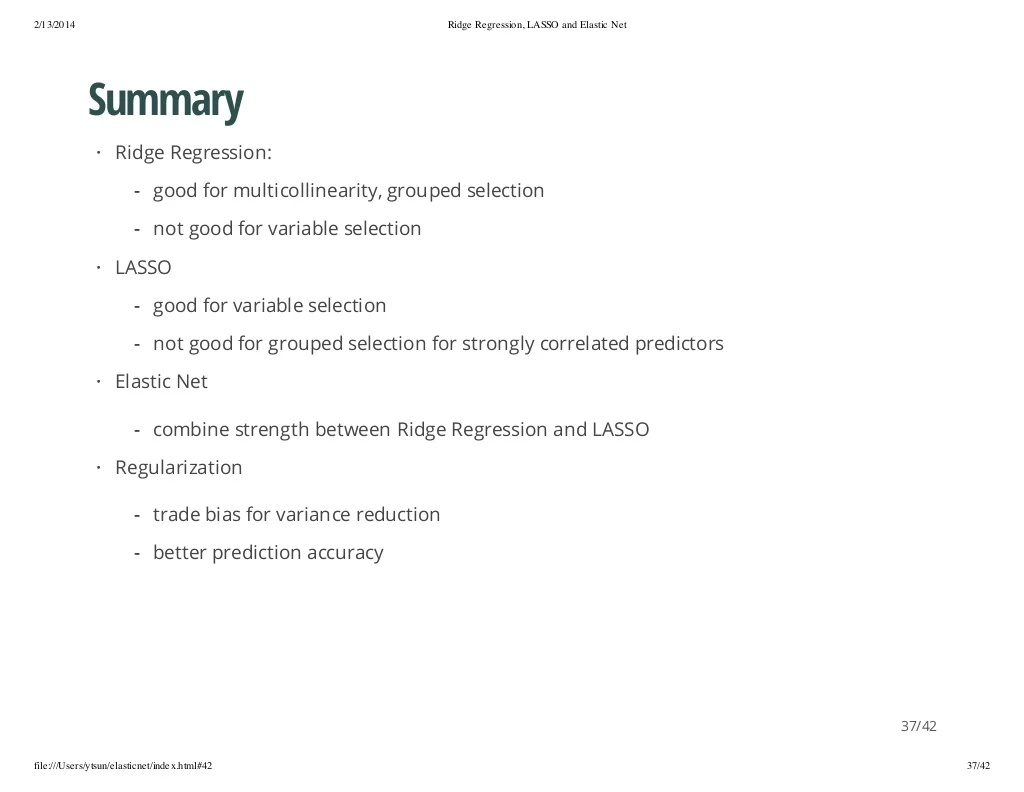 2/13/2014
Ridge Regression, LASSO and Elastic Net
Summary
· Ridge Regression:
- good for multicollinearity, grouped selection
- not good for variable selection
· LASSO
- good for variable selection
- not good for grouped selection for strongly correlated predictors
· Elastic Net
- combine strength between Ridge Regression and LASSO
· Regularization
- trade bias for variance reduction
- better prediction accuracy
37/42
file:///Users/ytsun/elasticnet/index.html#42
37/42